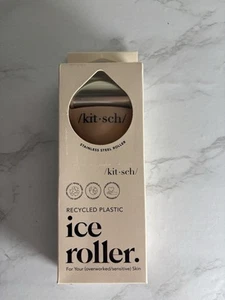 /kit·sch/
STAINLESS STEEL ROLLER
/kit·sch/
RECYCLED PLASTIC
ice
roller.
For Your (overworked/sensitive) Skin